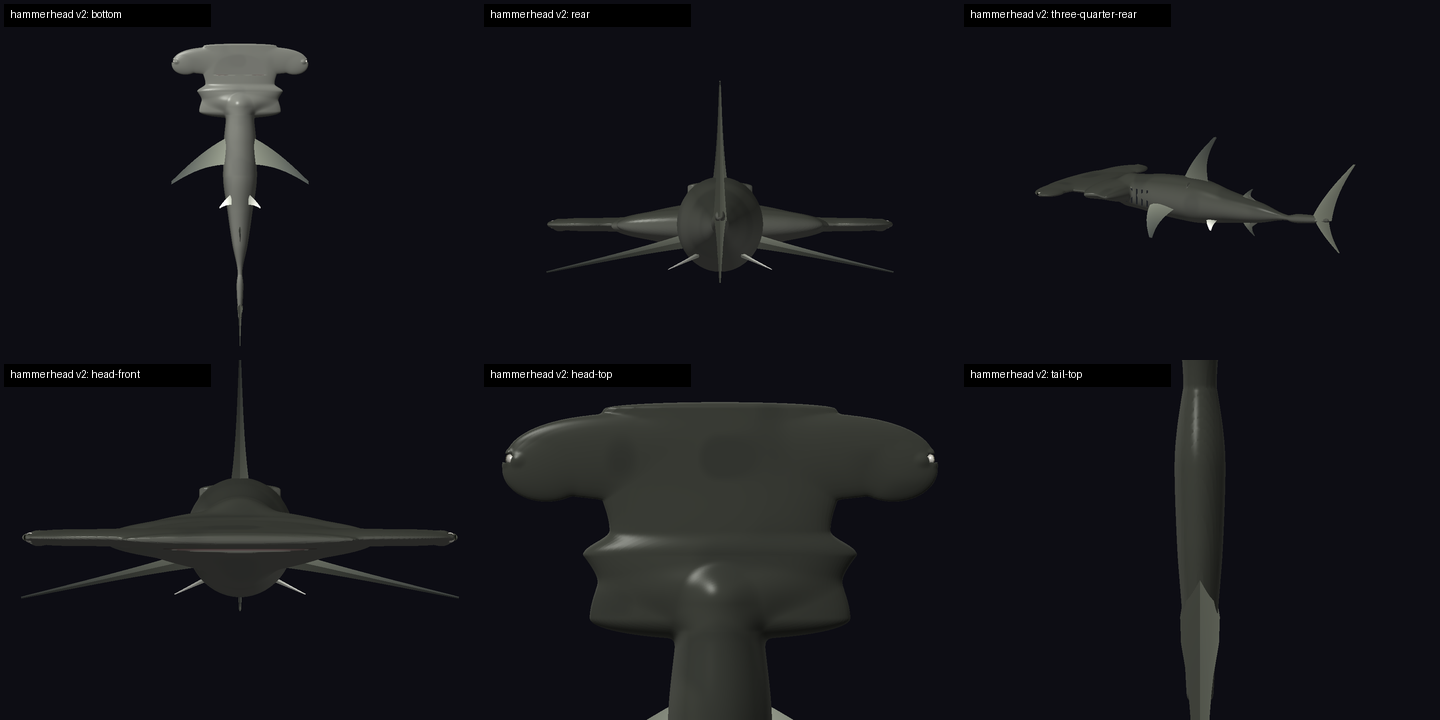 hammerhead v2: bottom
hammerhead v2: rear
hammerhead v2: three-quarter-rear
hammerhead v2: head-front
hammerhead v2: head-top
hammerhead v2: tail-top